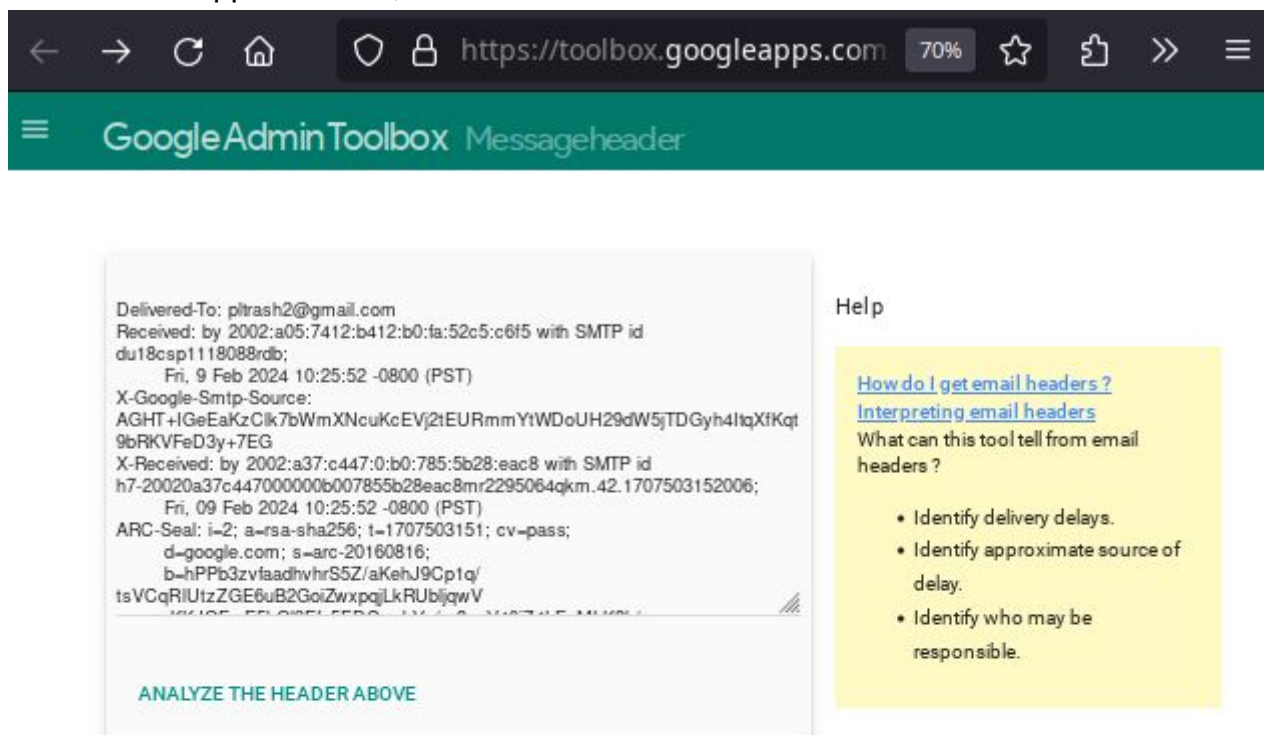 https://toolbox.googleapps.com 70%
GoogleAdminToolbox Messageheader
Delivered-To: pltrash2@gmail.com
Received: by 2002:a05:7412:b412:b0:fa:52c5:c6f5 with SMTP id
du18csp1118088rdb;
Fri, 9 Feb 2024 10:25:52 -0800 (PST)
X-Google-Smtp-Source:
AGHT+IGeEaKzClk7bWmXNcuKcEVj2tEURmmYtWDoUH29dW5jTDGyh4ItqXfKqt
9bRKVFeD3y+7EG
X-Received: by 2002:a37:c447:0:b0:785:5b28:eac8 with SMTP id
h7-20020a37c447000000b007855b28eac8mr2295064qkm.42.1707503152006;
Fri, 09 Feb 2024 10:25:52 -0800 (PST)
ARC-Seal: i=2; a=rsa-sha256; t=1707503151; cv=pass;
d=google.com; s=arc-20160816;
b=hPPb3zvfaadhvhrS5Z/aKehJ9Cp1q/
tsVCqRIUtzZGE6uB2GoiZwxpqjLkRUbljqwV
ANALYZE THE HEADER ABOVE
Help
How do I get email headers ?
Interpreting email headers
What can this tool tell from email
headers ?
• Identify delivery delays.
• Identify approximate source of
delay.
• Identify who may be
responsible.